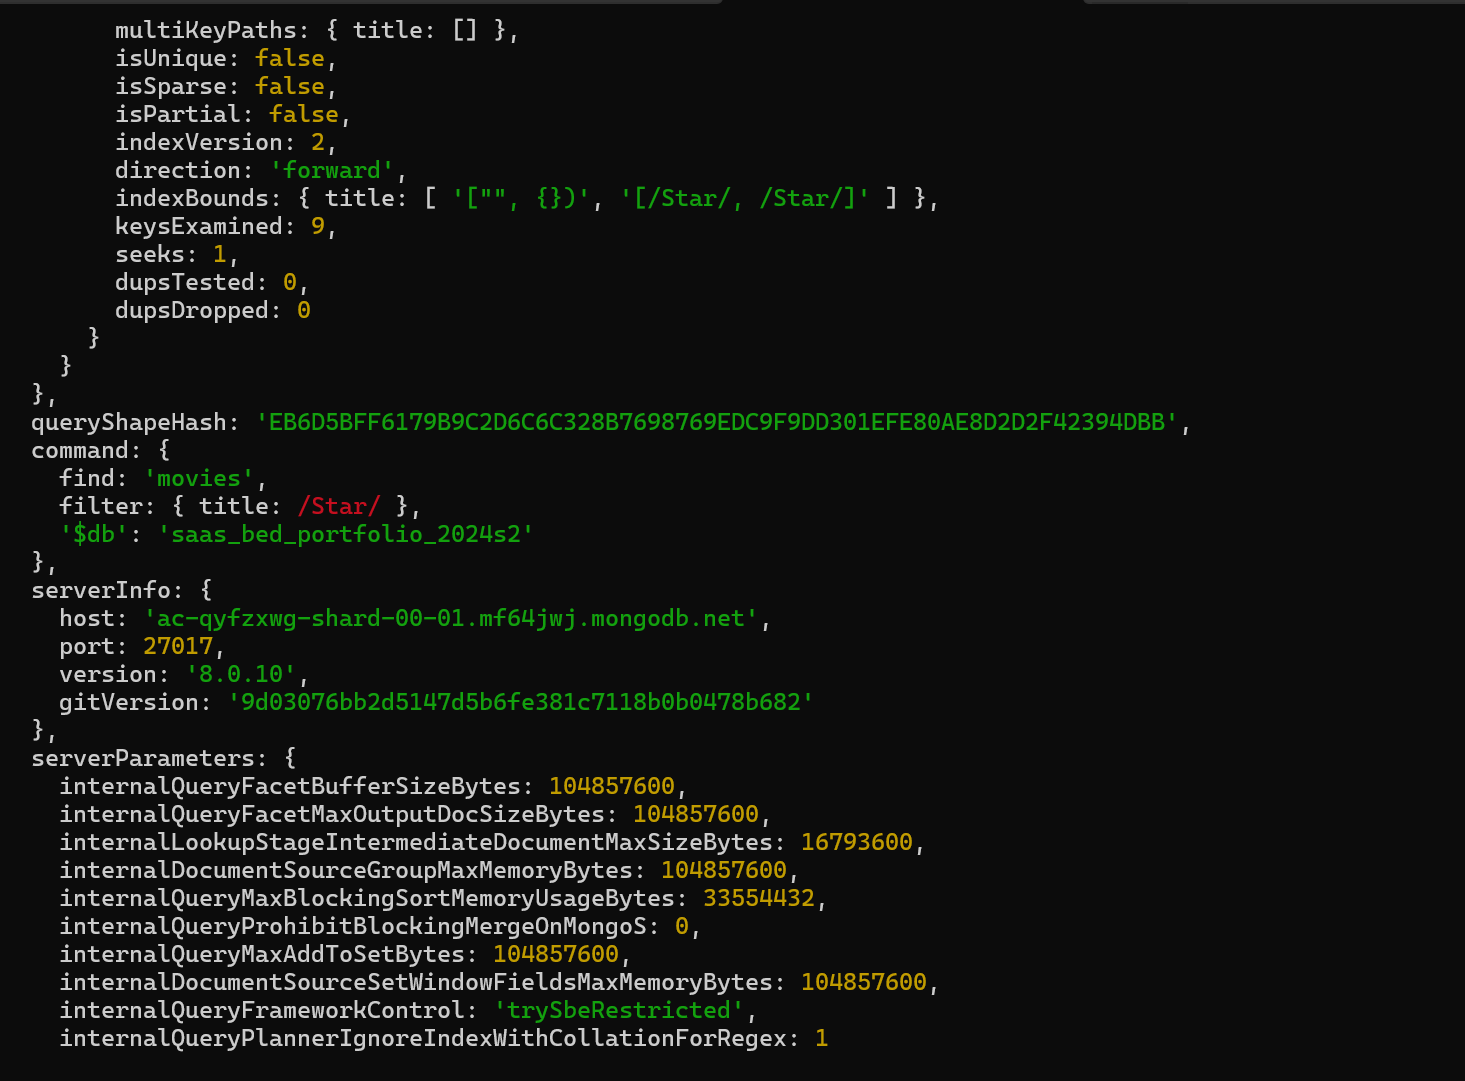 multiKeyPaths: { title: [] },
isUnique: false,
isSparse: false,
isPartial: false,
indexVersion: 2,
direction: 'forward',
indexBounds: { title: [ '["", {})', '[/Star/, /Star/]' ] },
keysExamined: 9,
seeks: 1,
dupsTested: 0,
dupsDropped: 0
}
}
},
queryShapeHash: 'EB6D5BFF6179B9C2D6C6C328B7698769EDC9F9DD301EFE80AE8D2D2F42394DBB',
command: {
find: 'movies',
filter: { title: /Star/ },
'$db': 'saas_bed_portfolio_2024s2'
},
serverInfo: {
host: 'ac-qyfzxwg-shard-00-01.mf64jwj.mongodb.net',
port: 27017,
version: '8.0.10',
gitVersion: '9d03076bb2d5147d5b6fe381c7118b0b0478b682'
},
serverParameters: {
internalQueryFacetBufferSizeBytes: 104857600,
internalQueryFacetMaxOutputDocSizeBytes: 104857600,
internalLookupStageIntermediateDocumentMaxSizeBytes: 16793600,
internalDocumentSourceGroupMaxMemoryBytes: 104857600,
internalQueryMaxBlockingSortMemoryUsageBytes: 33554432,
internalQueryProhibitBlockingMergeOnMongoS: 0,
internalQueryMaxAddToSetBytes: 104857600,
internalDocumentSourceSetWindowFieldsMaxMemoryBytes: 104857600,
internalQueryFrameworkControl: 'trySbeRestricted',
internalQueryPlannerIgnoreIndexWithCollationForRegex: 1